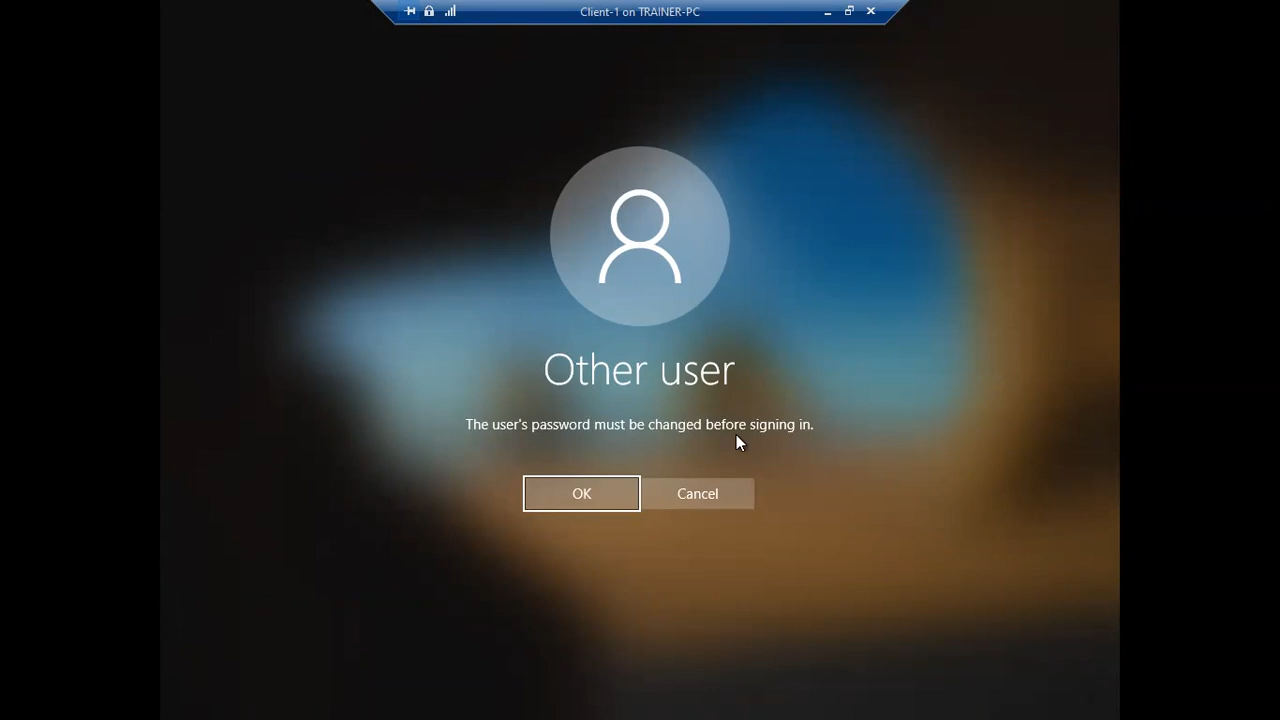 Client-1 on TRAINER-PC
Other user
The user's password must be changed before signing in.
OK
Cancel